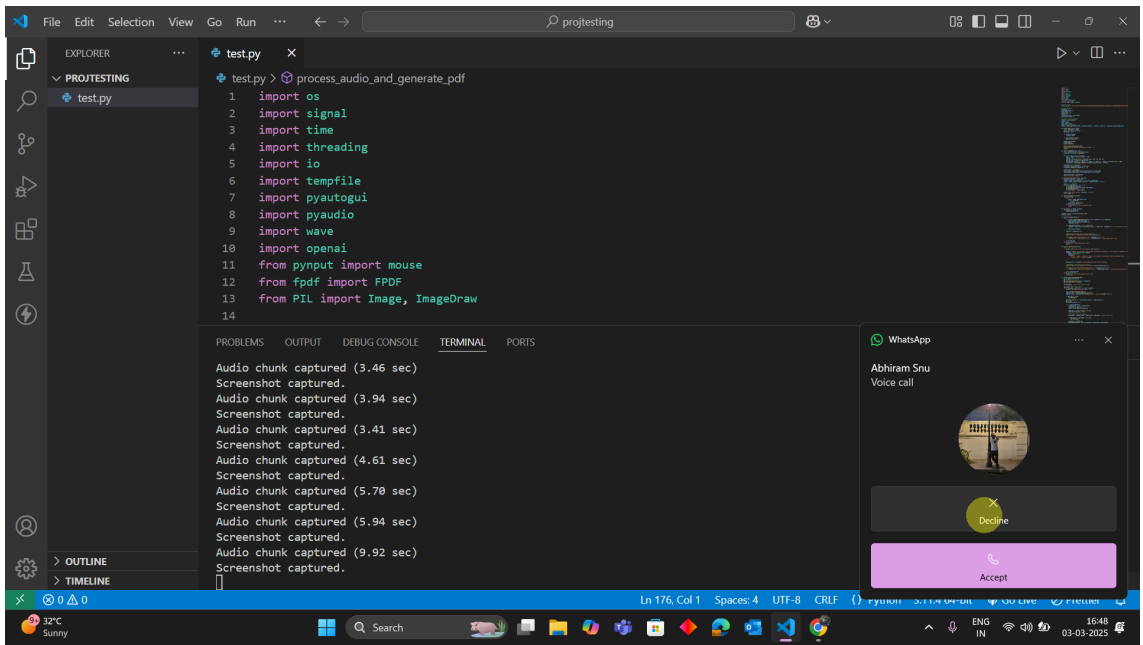 File Edit Selection View Go Run ··· projtesting
EXPLORER ···
PROJTESTING
test.py
test.py
test.py > process_audio_and_generate_pdf
1 import os
2 import signal
3 import time
4 import threading
5 import io
6 import tempfile
7 import pyautogui
8 import pyaudio
9 import wave
10 import openai
11 from pynput import mouse
12 from fpdf import FPDF
13 from PIL import Image, ImageDraw
14
PROBLEMS OUTPUT DEBUG CONSOLE TERMINAL PORTS
Audio chunk captured (3.46 sec)
Screenshot captured.
Audio chunk captured (3.94 sec)
Screenshot captured.
Audio chunk captured (3.41 sec)
Screenshot captured.
Audio chunk captured (4.61 sec)
Screenshot captured.
Audio chunk captured (5.70 sec)
Screenshot captured.
Audio chunk captured (5.94 sec)
Screenshot captured.
Audio chunk captured (9.92 sec)
Screenshot captured.
WhatsApp ···
Abhiram Snu
Voice call
Decline
Accept
OUTLINE
TIMELINE
0 0 Ln 176, Col 1 Spaces: 4 UTF-8 CRLF {} Python 3.11.4 64-bit Go Live Prettier
9+ 32°C
Sunny
Search
ENG
IN
16:48
03-03-2025